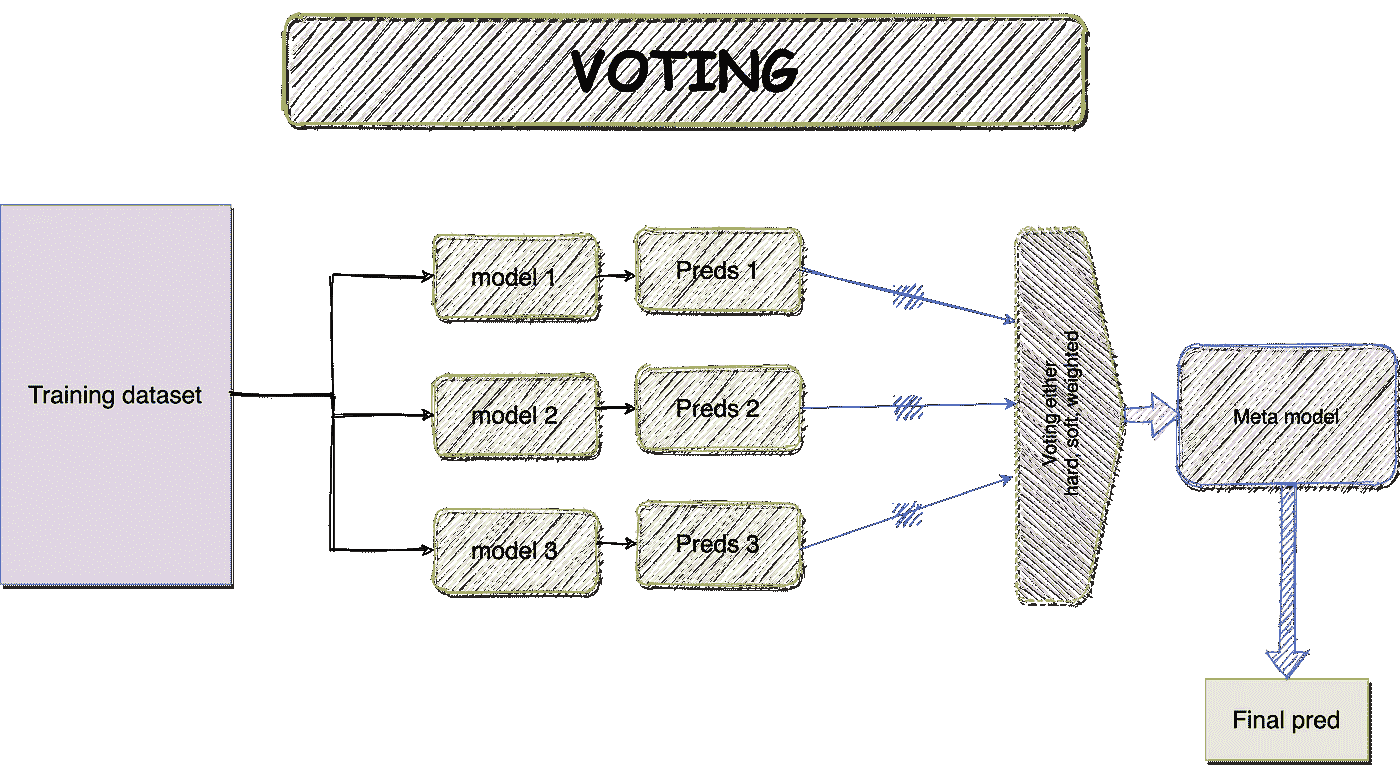 VOTING
Training dataset
model 1
Preds 1
model 2
Preds 2
model 3
Preds 3
Voting either
hard, soft, weighted
Meta model
Final pred